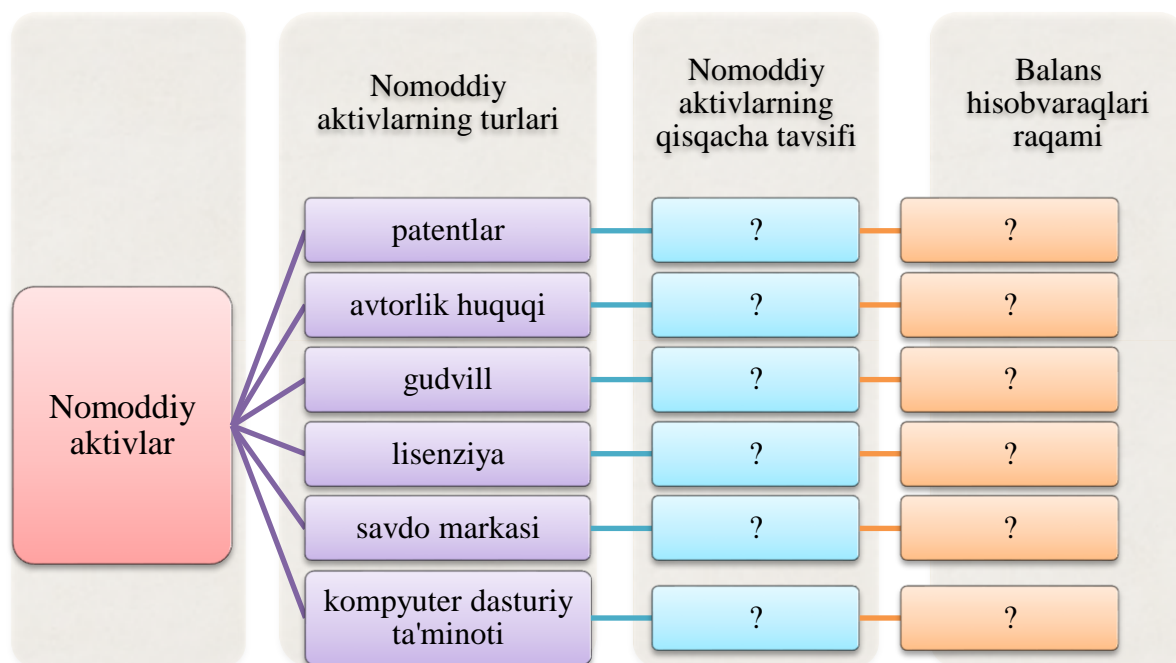 Nomoddiy
aktivlarning turlari
Nomoddiy
aktivlarning
qisqacha tavsifi
Balans
hisobvaraqlari
raqami
Nomoddiy
aktivlar
patentlar
?
?
avtorlik huquqi
?
?
gudvill
?
?
lisenziya
?
?
savdo markasi
?
?
kompyuter dasturiy
ta'minoti
?
?